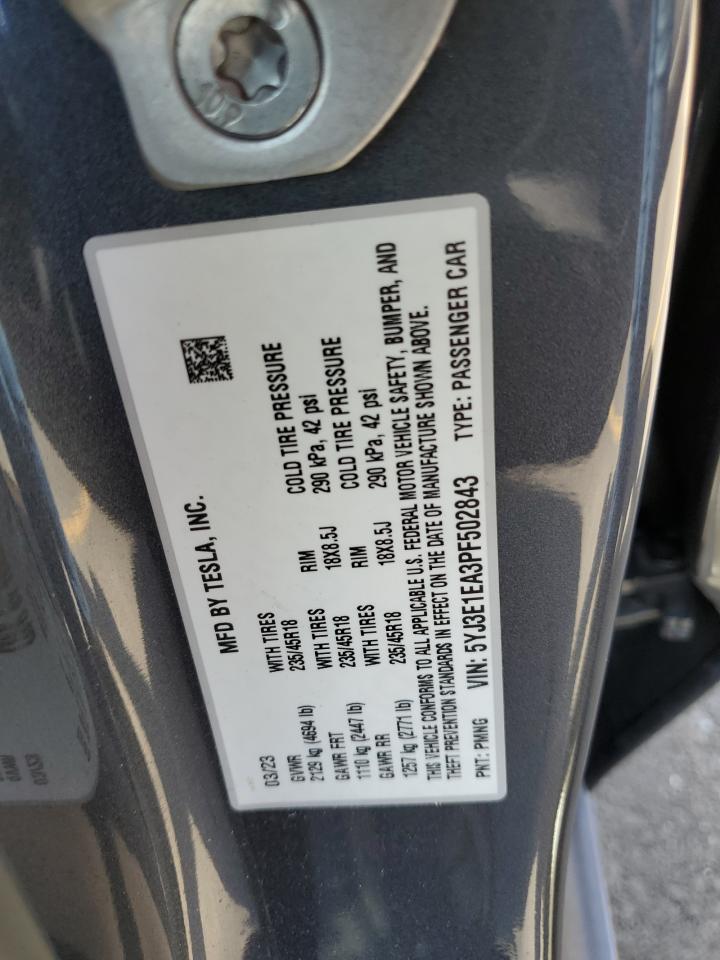 MFD BY TESLA, INC.
03/23
GVWR WITH TIRES RIM COLD TIRE PRESSURE
2129 kg (4694 lb) 235/45R18 18X8.5J 290 kPa, 42 psi
GAWR FRT WITH TIRES RIM COLD TIRE PRESSURE
1110 kg (2447 lb) 235/45R18 18X8.5J 290 kPa, 42 psi
GAWR RR WITH TIRES
1257 kg (2771 lb) 235/45R18
THIS VEHICLE CONFORMS TO ALL APPLICABLE U.S. FEDERAL MOTOR VEHICLE SAFETY, BUMPER, AND
THEFT PREVENTION STANDARDS IN EFFECT ON THE DATE OF MANUFACTURE SHOWN ABOVE.
PNT: PMNG VIN: 5YJ3E1EA3PF502843 TYPE: PASSENGER CAR